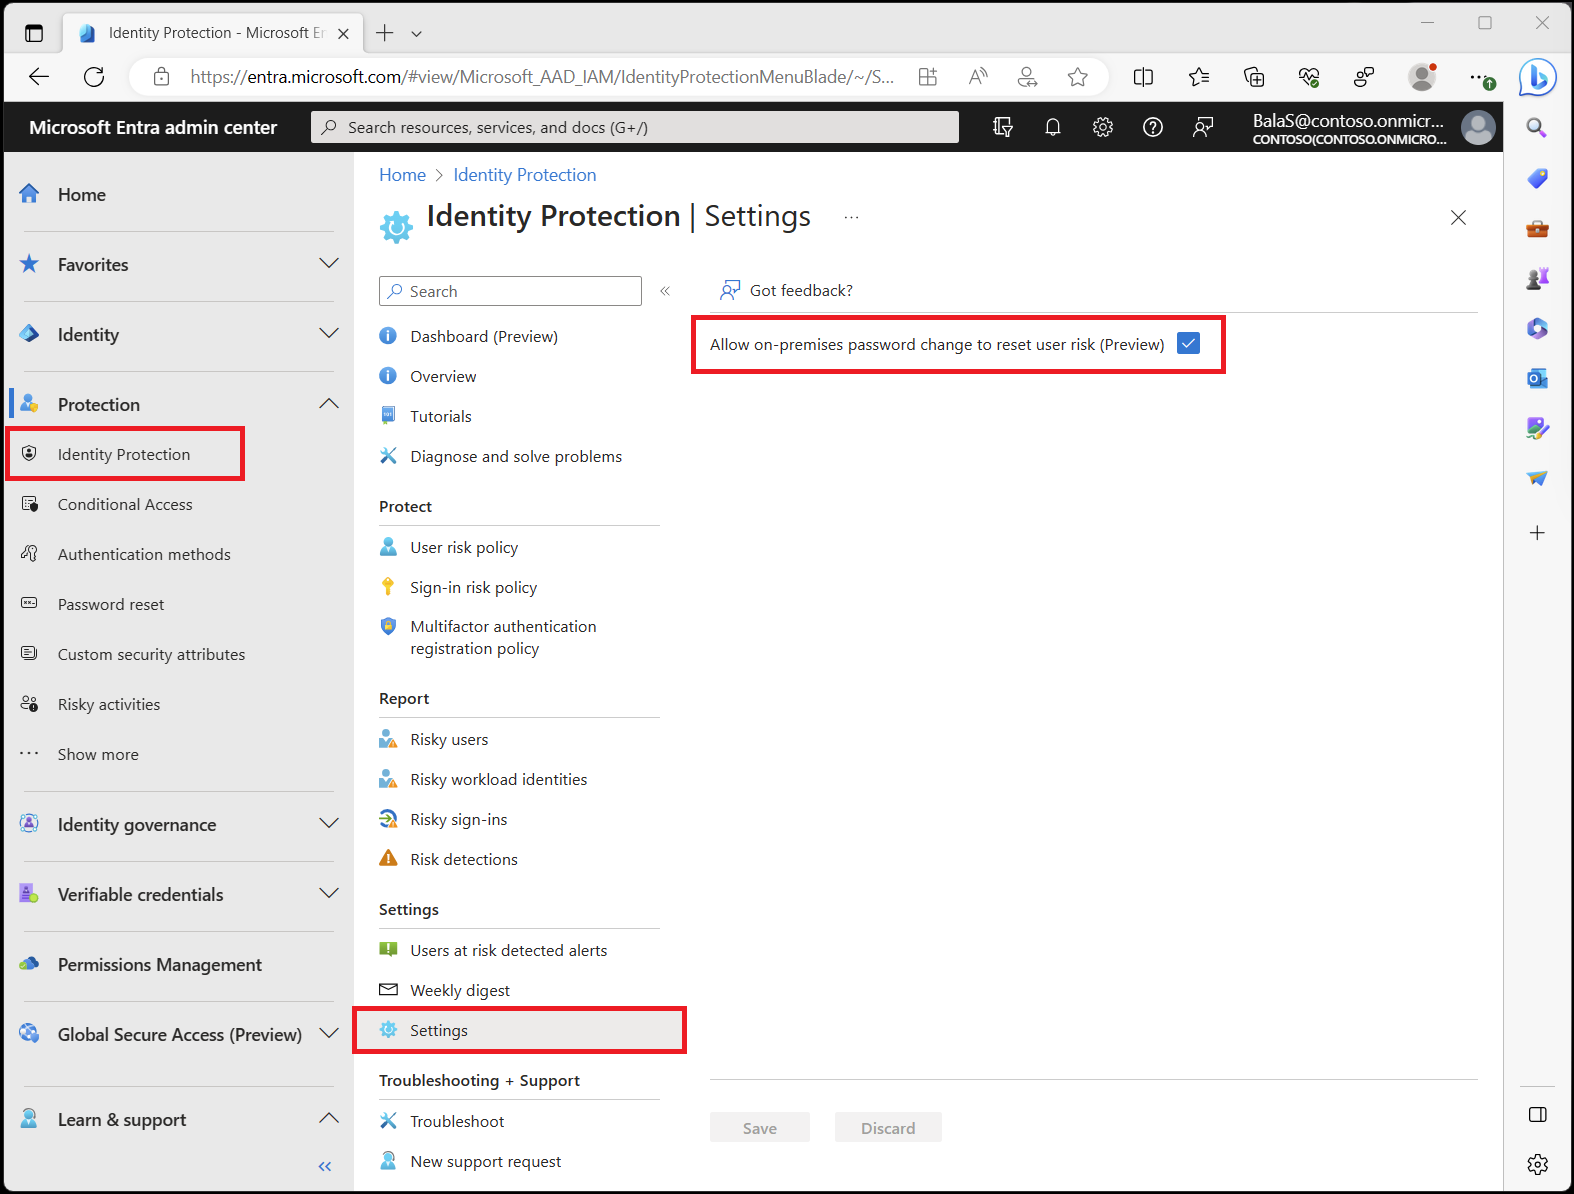 Identity Protection - Microsoft Er
https://entra.microsoft.com/#view/Microsoft_AAD_IAM/IdentityProtectionMenuBlade/~/S...
Microsoft Entra admin center
Search resources, services, and docs (G+/)
BalaS@contoso.onmicr...
CONTOSO(CONTOSO.ONMICRO...
Home
Favorites
Identity
Protection
Identity Protection
Conditional Access
Authentication methods
Password reset
Custom security attributes
Risky activities
Show more
Identity governance
Verifiable credentials
Permissions Management
Global Secure Access (Preview)
Learn & support
Home > Identity Protection
Identity Protection | Settings ...
Search
Dashboard (Preview)
Overview
Tutorials
Diagnose and solve problems
Protect
User risk policy
Sign-in risk policy
Multifactor authentication
registration policy
Report
Risky users
Risky workload identities
Risky sign-ins
Risk detections
Settings
Users at risk detected alerts
Weekly digest
Settings
Troubleshooting + Support
Troubleshoot
New support request
Got feedback?
Allow on-premises password change to reset user risk (Preview)
Save
Discard